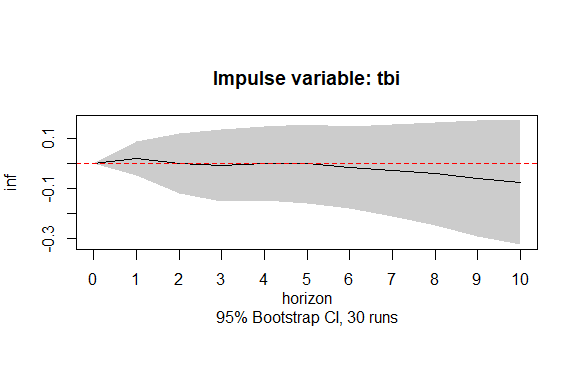 Impulse variable: tbi
inf
0.1
-0.1
-0.3
0 1 2 3 4 5 6 7 8 9 10
horizon
95% Bootstrap CI, 30 runs